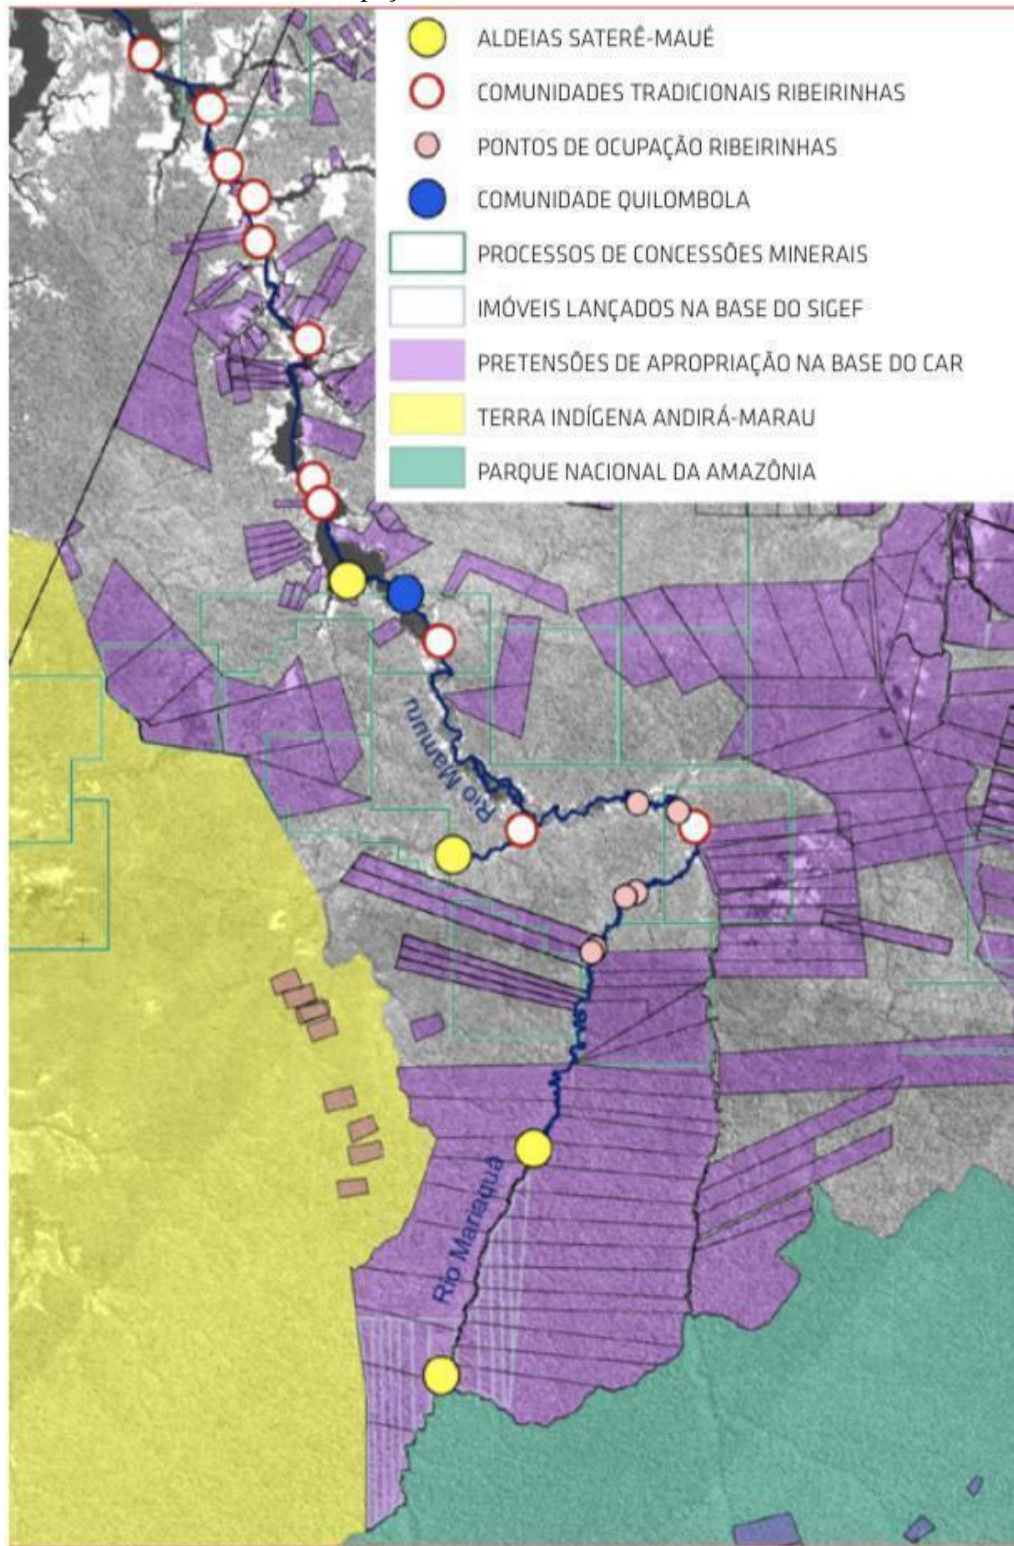 ALDEIAS SATERÊ-MAUÉ
COMUNIDADES TRADICIONAIS RIBEIRINHAS
PONTOS DE OCUPAÇÃO RIBEIRINHAS
COMUNIDADE QUILOMBOLA
PROCESSOS DE CONCESSÕES MINERAIS
IMÓVEIS LANÇADOS NA BASE DO SIGEF
PRETENSÕES DE APROPRIAÇÃO NA BASE DO CAR
TERRA INDÍGENA ANDIRÁ-MARAU
PARQUE NACIONAL DA AMAZÔNIA
Rio Mamuru
Rio Mariaquã